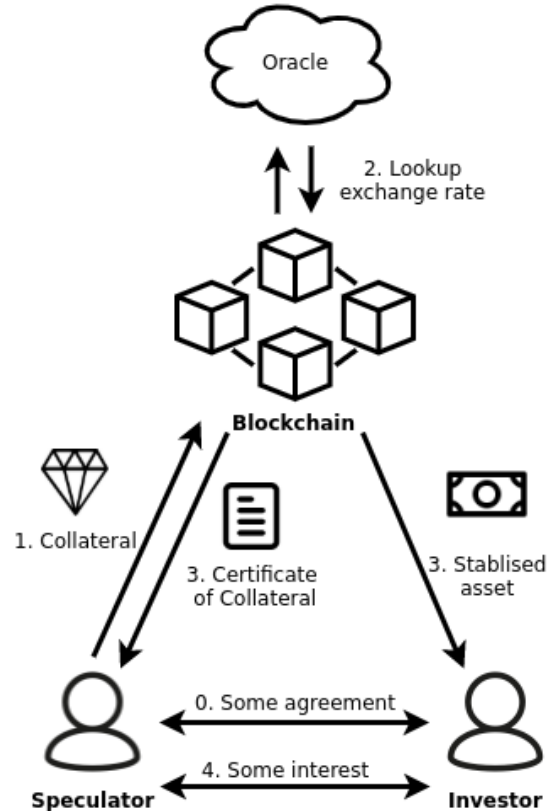 Oracle
2. Lookup
exchange rate
Blockchain
1. Collateral
3. Certificate
of Collateral
3. Stablised
asset
0. Some agreement
4. Some interest
Speculator
Investor